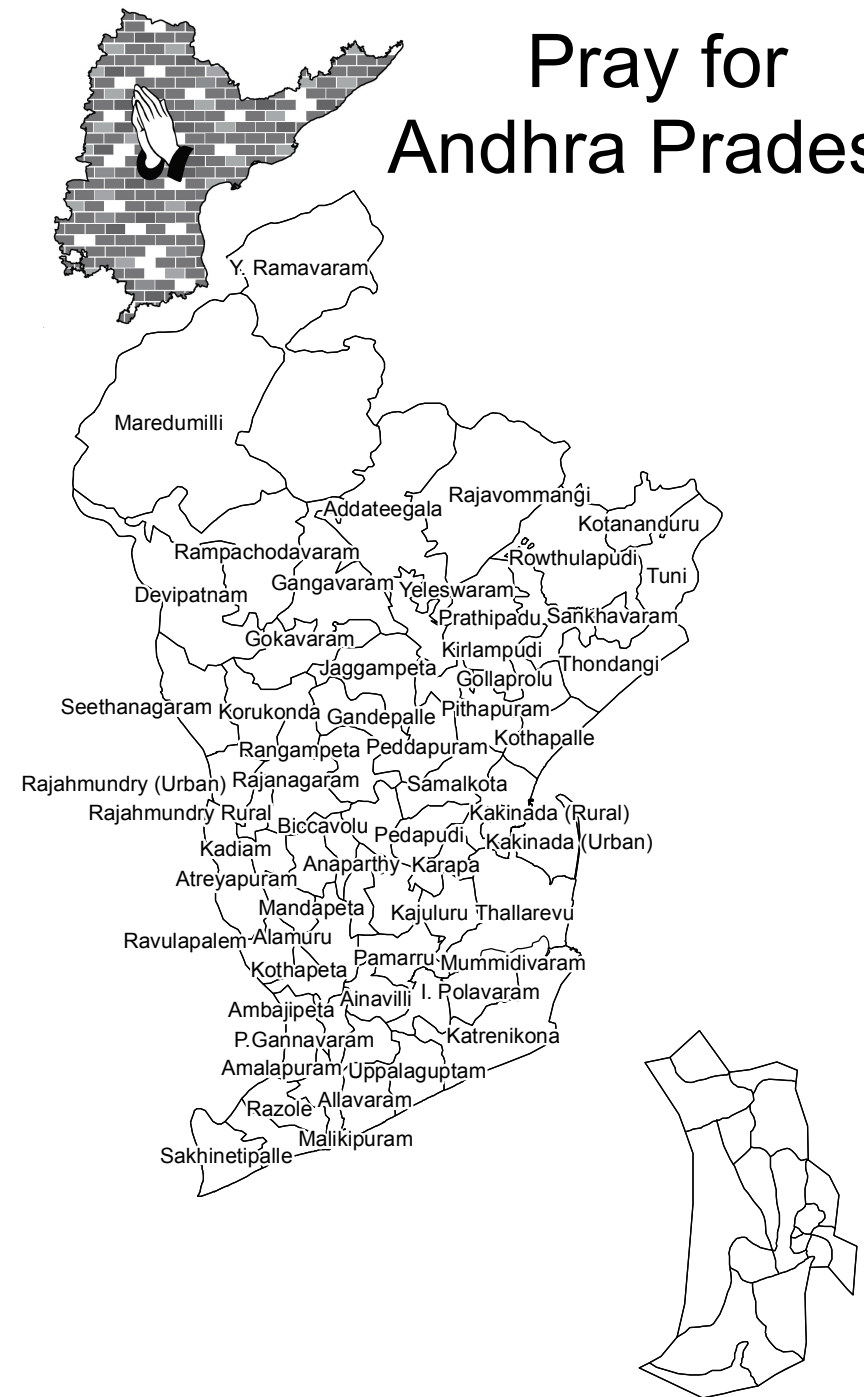 Pray for
Andhra Prades
Y. Ramavaram
Maredumilli
Rajavommangi
Addateegala
Kotananduru
Rampachodavaram
Rowthulapudi
Tuni
Gangavaram
Yeleswaram
Devipatnam
Prathipadu
Sankhavaram
Gokavaram
Kirlampudi
Jaggampeta
Thondangi
Gollaprolu
Seethanagaram
Korukonda
Gandepalle
Pithapuram
Rangampeta
Peddapuram
Kothapalle
Rajahmundry (Urban)
Rajanagaram
Samalkota
Rajahmundry Rural
Kakinada (Rural)
Biccavolu
Pedapudi
Kakinada (Urban)
Kadiam
Anaparthy
Karapa
Atreyapuram
Mandapeta
Kajuluru
Thallarevu
Ravulapalem
Alamuru
Pamarru
Mummidivaram
Kothapeta
Ainavilli
I. Polavaram
Ambajipeta
P.Gannavaram
Katrenikona
Amalapuram
Uppalaguptam
Razole
Allavaram
Malikipuram
Sakhinetipalle